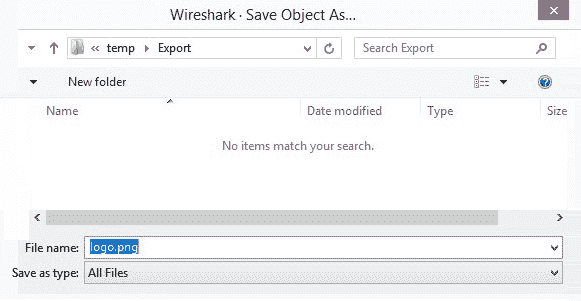 Wireshark · Save Object As...
« temp Export Search Export
New folder
Name Date modified Type Size
No items match your search.
File name: logo.png
Save as type: All Files